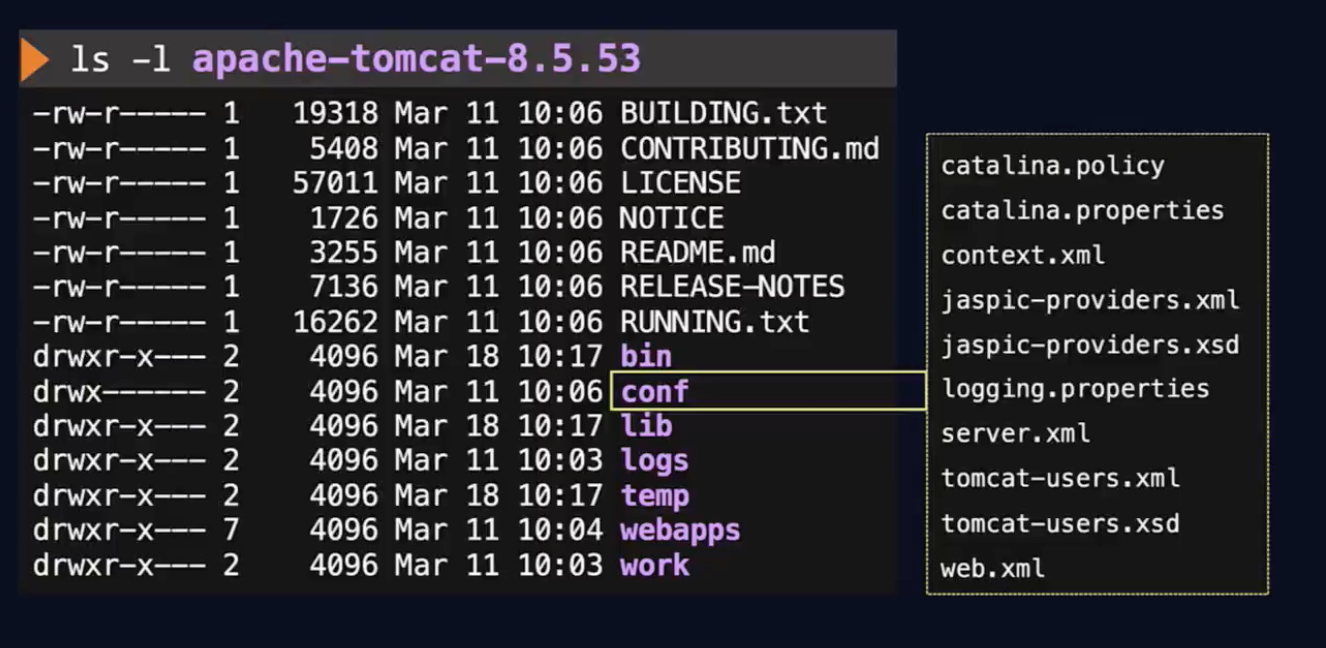 ls -l apache-tomcat-8.5.53
-rw-r----- 1 19318 Mar 11 10:06 BUILDING.txt
-rw-r----- 1 5408 Mar 11 10:06 CONTRIBUTING.md
-rw-r----- 1 57011 Mar 11 10:06 LICENSE
-rw-r----- 1 1726 Mar 11 10:06 NOTICE
-rw-r----- 1 3255 Mar 11 10:06 README.md
-rw-r----- 1 7136 Mar 11 10:06 RELEASE-NOTES
-rw-r----- 1 16262 Mar 11 10:06 RUNNING.txt
drwxr-x--- 2 4096 Mar 18 10:17 bin
drwx------ 2 4096 Mar 11 10:06 conf
drwxr-x--- 2 4096 Mar 18 10:17 lib
drwxr-x--- 2 4096 Mar 11 10:03 logs
drwxr-x--- 2 4096 Mar 18 10:17 temp
drwxr-x--- 7 4096 Mar 11 10:04 webapps
drwxr-x--- 2 4096 Mar 11 10:03 work
catalina.policy
catalina.properties
context.xml
jaspic-providers.xml
jaspic-providers.xsd
logging.properties
server.xml
tomcat-users.xml
tomcat-users.xsd
web.xml